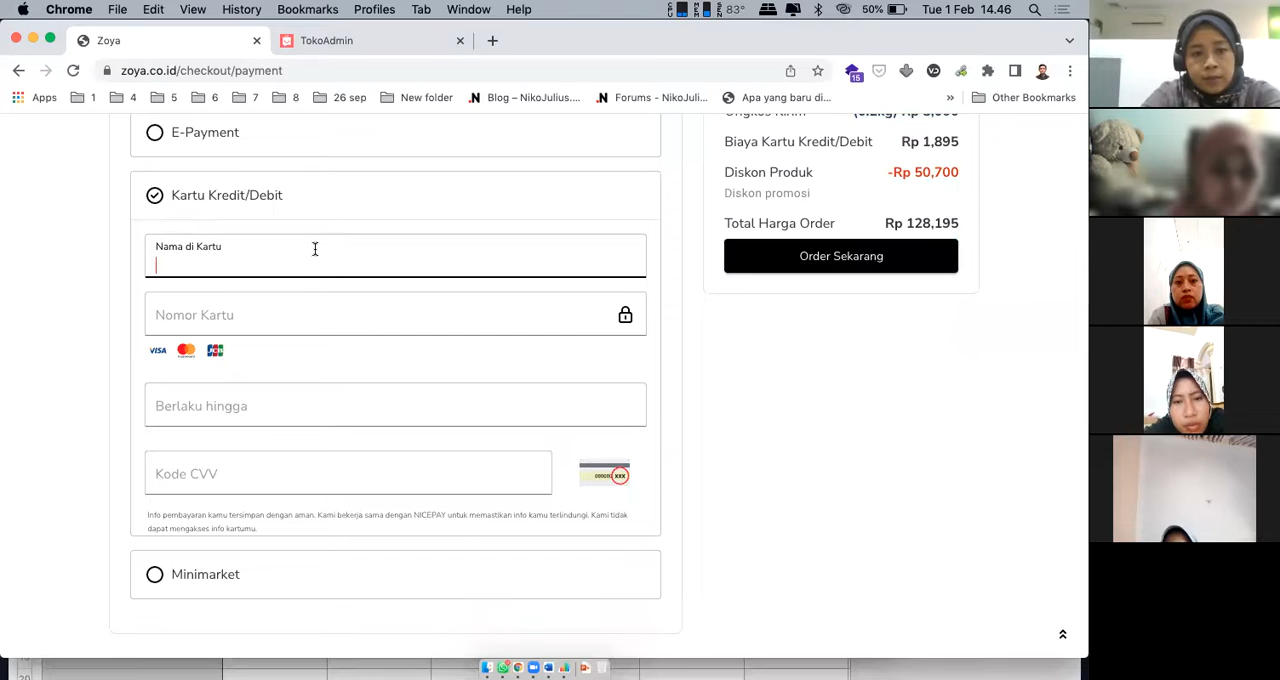 Chrome File Edit View History Bookmarks Profiles Tab Window Help 83° 50% Tue 1 Feb 14.46
Zoya TokoAdmin
zoya.co.id/checkout/payment 15
Apps 1 4 5 6 7 8 26 sep New folder Blog – NikoJulius.... Forums - NikoJuli... Apa yang baru di... » Other Bookmarks
E-Payment
Biaya Kartu Kredit/Debit Rp 1,895
Diskon Produk -Rp 50,700
Diskon promosi
Kartu Kredit/Debit
Total Harga Order Rp 128,195
Order Sekarang
Nama di Kartu
Nomor Kartu
VISA
JCB
Berlaku hingga
Kode CVV
XXX
Info pembayaran kamu tersimpan dengan aman. Kami bekerja sama dengan NICEPAY untuk memastikan info kamu terlindungi. Kami tidak
dapat mengakses info kartumu.
Minimarket